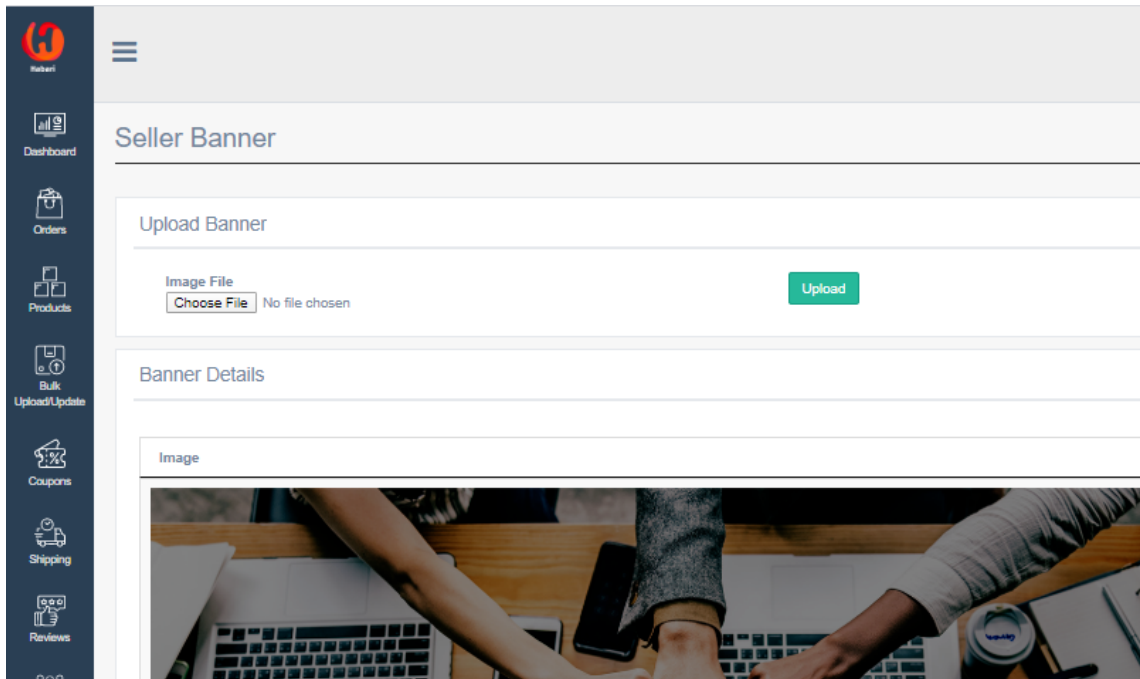 Habari
Dashboard
Orders
Products
Bulk
Upload/Update
Coupons
Shipping
Reviews
Seller Banner
Upload Banner
Image File
Choose File No file chosen
Upload
Banner Details
Image